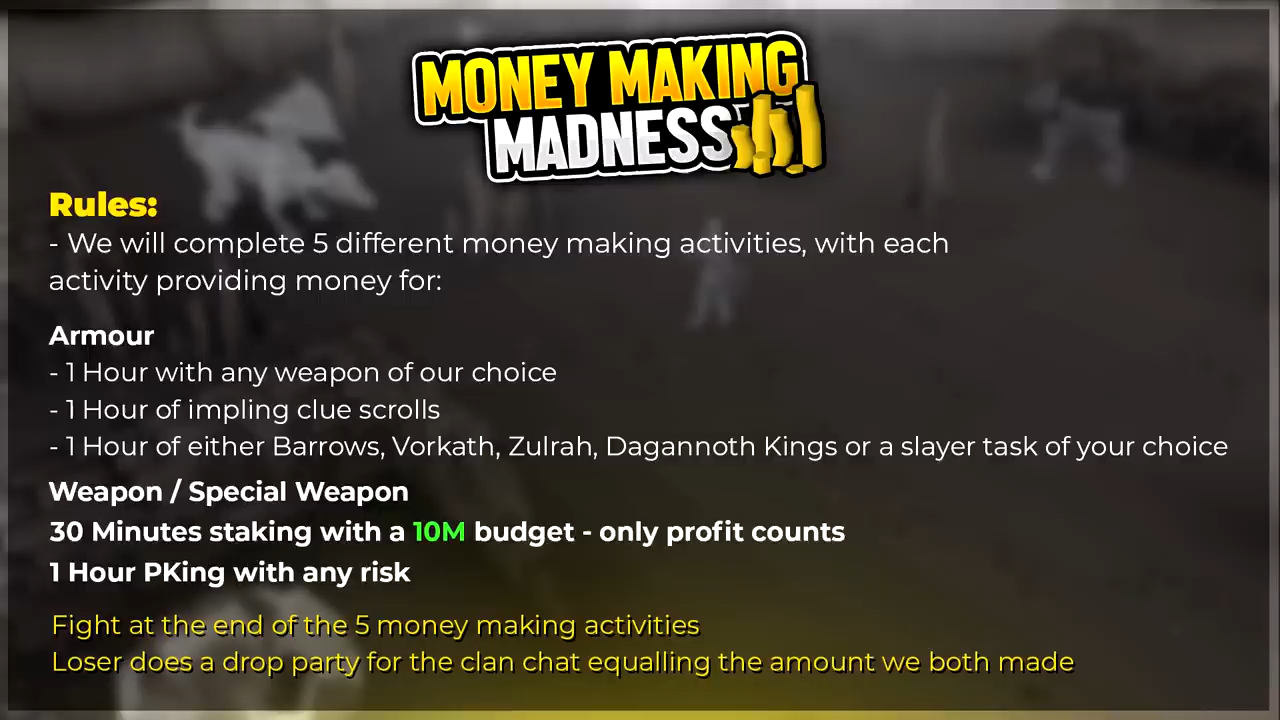 MONEY MAKING
MADNESS
Rules:
- We will complete 5 different money making activities, with each
activity providing money for:
Armour
- 1 Hour with any weapon of our choice
- 1 Hour of impling clue scrolls
- 1 Hour of either Barrows, Vorkath, Zulrah, Dagannoth Kings or a slayer task of your choice
Weapon / Special Weapon
30 Minutes staking with a 10M budget - only profit counts
1 Hour PKing with any risk
Fight at the end of the 5 money making activities
Loser does a drop party for the clan chat equalling the amount we both made